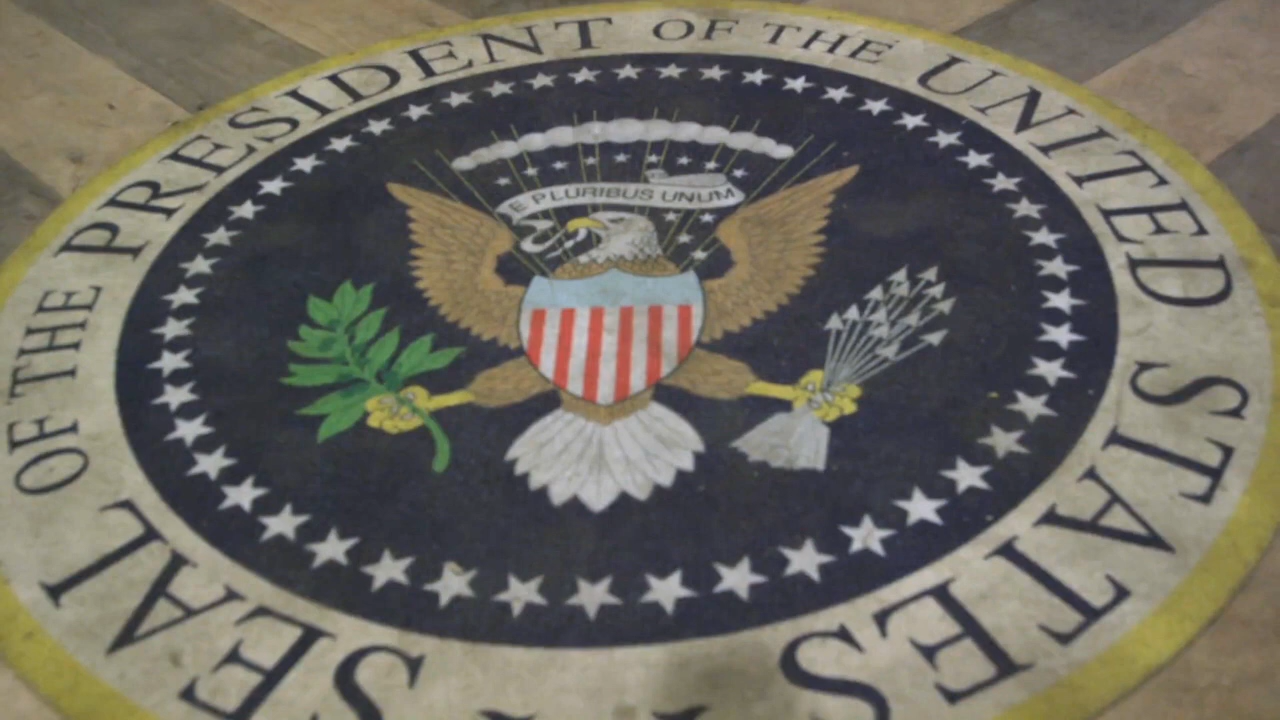 SEAL OF THE PRESIDENT OF THE UNITED STATES
E PLURIBUS UNUM